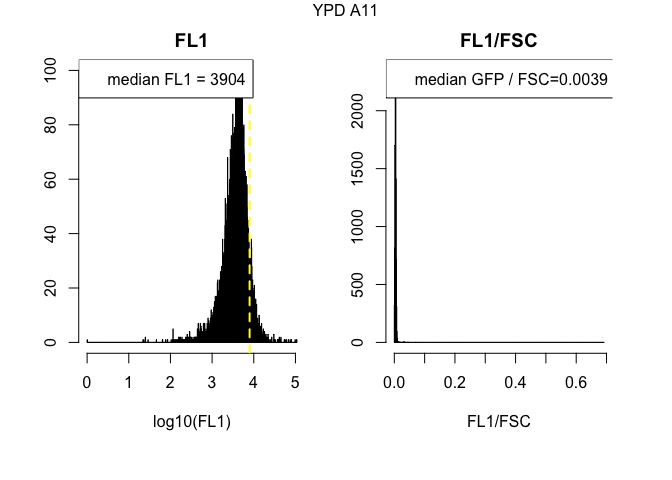 YPD A11
FL1
median FL1 = 3904
100
80
60
40
20
0
0 1 2 3 4 5
log10(FL1)
FL1/FSC
median GFP / FSC=0.0039
2000
1500
1000
500
0
0.0 0.2 0.4 0.6
FL1/FSC